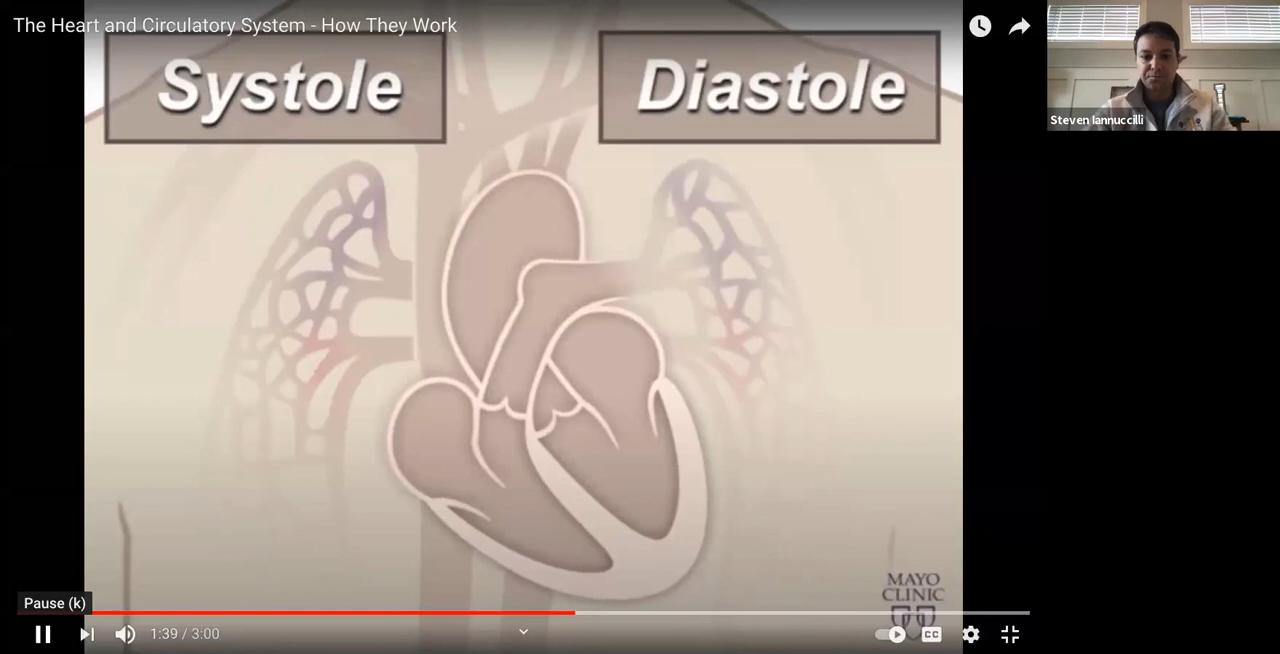 The Heart and Circulatory System - How They Work
Systole
Diastole
Steven Iannuccilli
MAYO
CLINIC
Pause (k)
1:39 / 3:00
CC